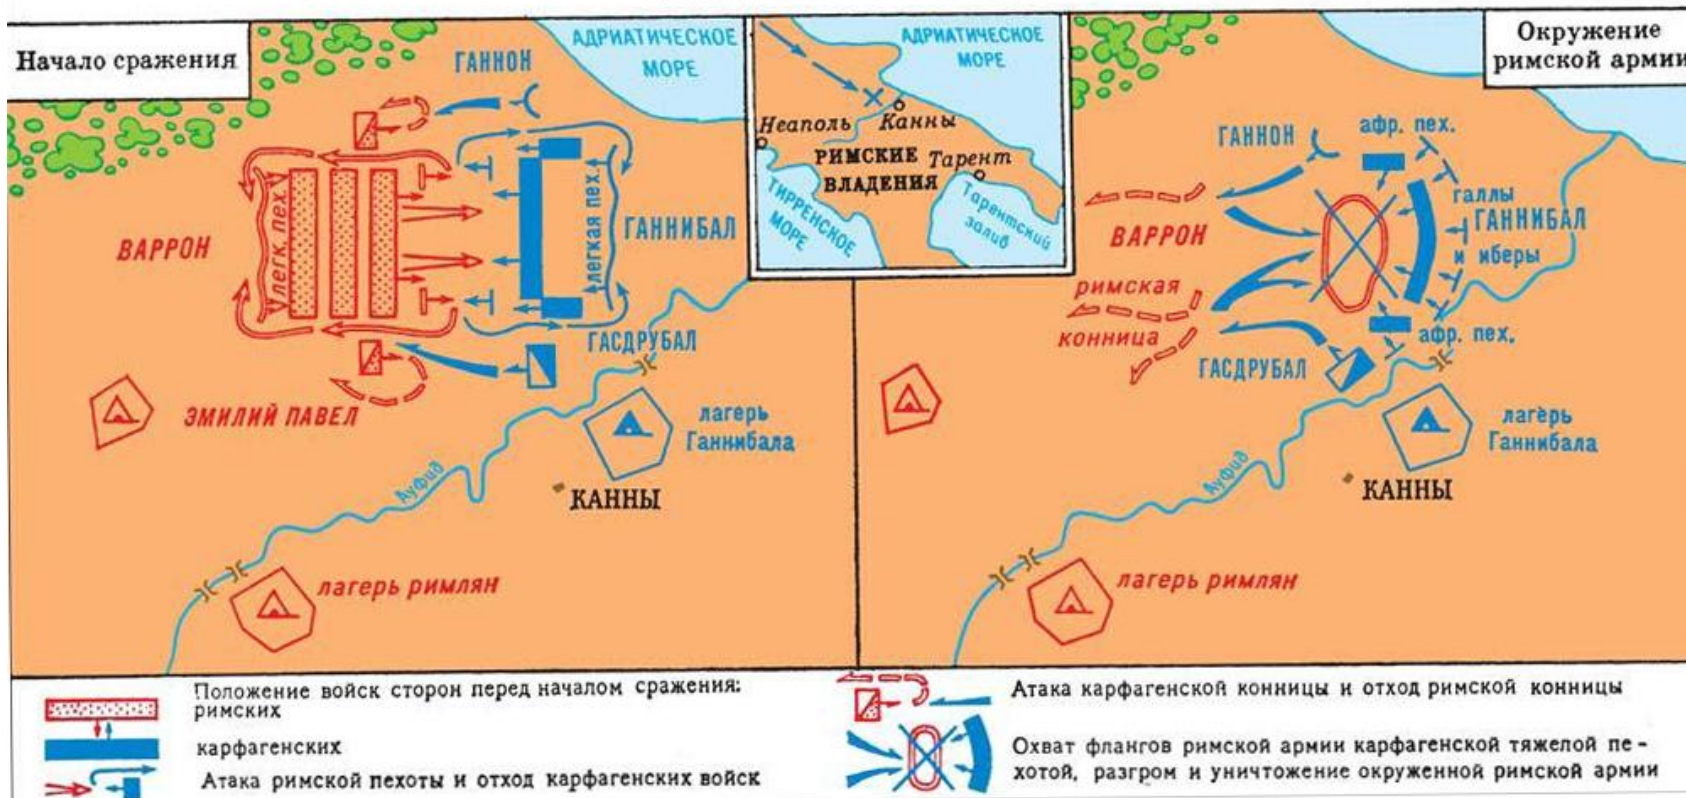 Начало сражения
ГАННОН
АДРИАТИЧЕСКОЕ
МОРЕ
легк. пех.
ВАРРОН
легкая пех.
ГАННИБАЛ
ГАСДРУБАЛ
ЭМИЛИЙ ПАВЕЛ
лагерь
Ганнибала
Ауфид
КАННЫ
лагерь римлян
АДРИАТИЧЕСКОЕ
МОРЕ
Неаполь
Канны
РИМСКИЕ
ВЛАДЕНИЯ
Тарент
ТИРРЕНСКОЕ
МОРЕ
Тарентский
залив
Окружение
римской армии
ГАННОН
афр. пех.
галлы
ГАННИБАЛ
и иберы
ВАРРОН
римская
конница
афр. пех.
ГАСДРУБАЛ
лагерь
Ганнибала
Ауфид
КАННЫ
лагерь римлян
Положение войск сторон перед началом сражения:
римских
карфагенских
Атака римской пехоты и отход карфагенских войск
Атака карфагенской конницы и отход римской конницы
Охват флангов римской армии карфагенской тяжелой пе-
хотой, разгром и уничтожение окруженной римской армии